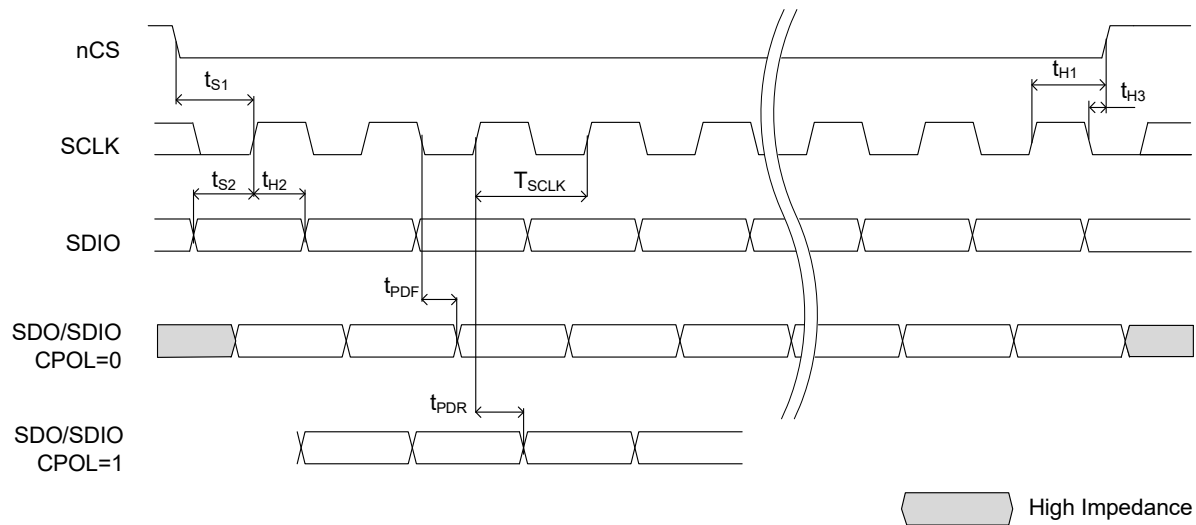 nCS
tS1
tH1
tH3
SCLK
tS2
tH2
TSCLK
SDIO
tPDF
SDO/SDIO
CPOL=0
tPDR
SDO/SDIO
CPOL=1
High Impedance